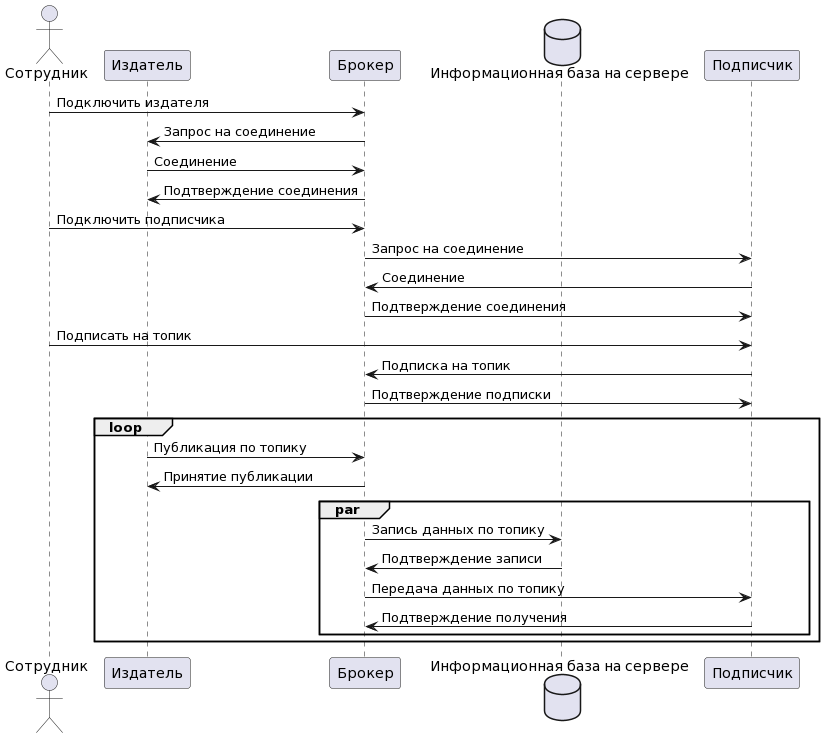 Сотрудник
Издатель
Брокер
Информационная база на сервере
Подписчик
Подключить издателя
Запрос на соединение
Соединение
Подтверждение соединения
Подключить подписчика
Запрос на соединение
Соединение
Подтверждение соединения
Подписать на топик
Подписка на топик
Подтверждение подписки
loop
Публикация по топику
Принятие публикации
par
Запись данных по топику
Подтверждение записи
Передача данных по топику
Подтверждение получения
Сотрудник
Издатель
Брокер
Информационная база на сервере
Подписчик